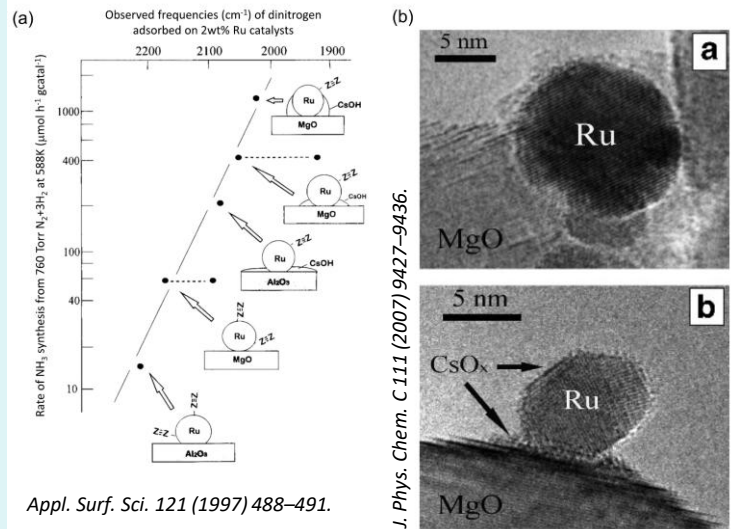 (a)
Observed frequencies (cm⁻¹) of dinitrogen
adsorbed on 2wt% Ru catalysts
2200 2100 2000 1900
Rate of NH₃ synthesis from 760 Torr N₂+3H₂ at 588K (μmol h⁻¹ gcatal⁻¹)
1000
400
100
40
10
Z≡Z
Ru
CsOH
MgO
Z≡Z
Ru
CsOH
MgO
Z≡Z
Ru
CsOH
Al₂O₃
Z≡Z
Ru
Z≡Z
MgO
Z≡Z
Z≡Z
Ru
Al₂O₃
Appl. Surf. Sci. 121 (1997) 488–491.
(b)
J. Phys. Chem. C 111 (2007) 9427–9436.
5 nm
a
Ru
MgO
5 nm
b
CsOₓ
Ru
MgO